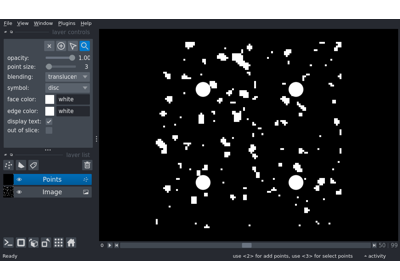 File View Window Plugins Help
layer controls
opacity: 1.00
point size: 3
blending: translucen
symbol: disc
face color: white
edge color: white
display text:
out of slice:
layer list
Points
Image
0 50 99
Ready use <2> for add points, use <3> for select points activity